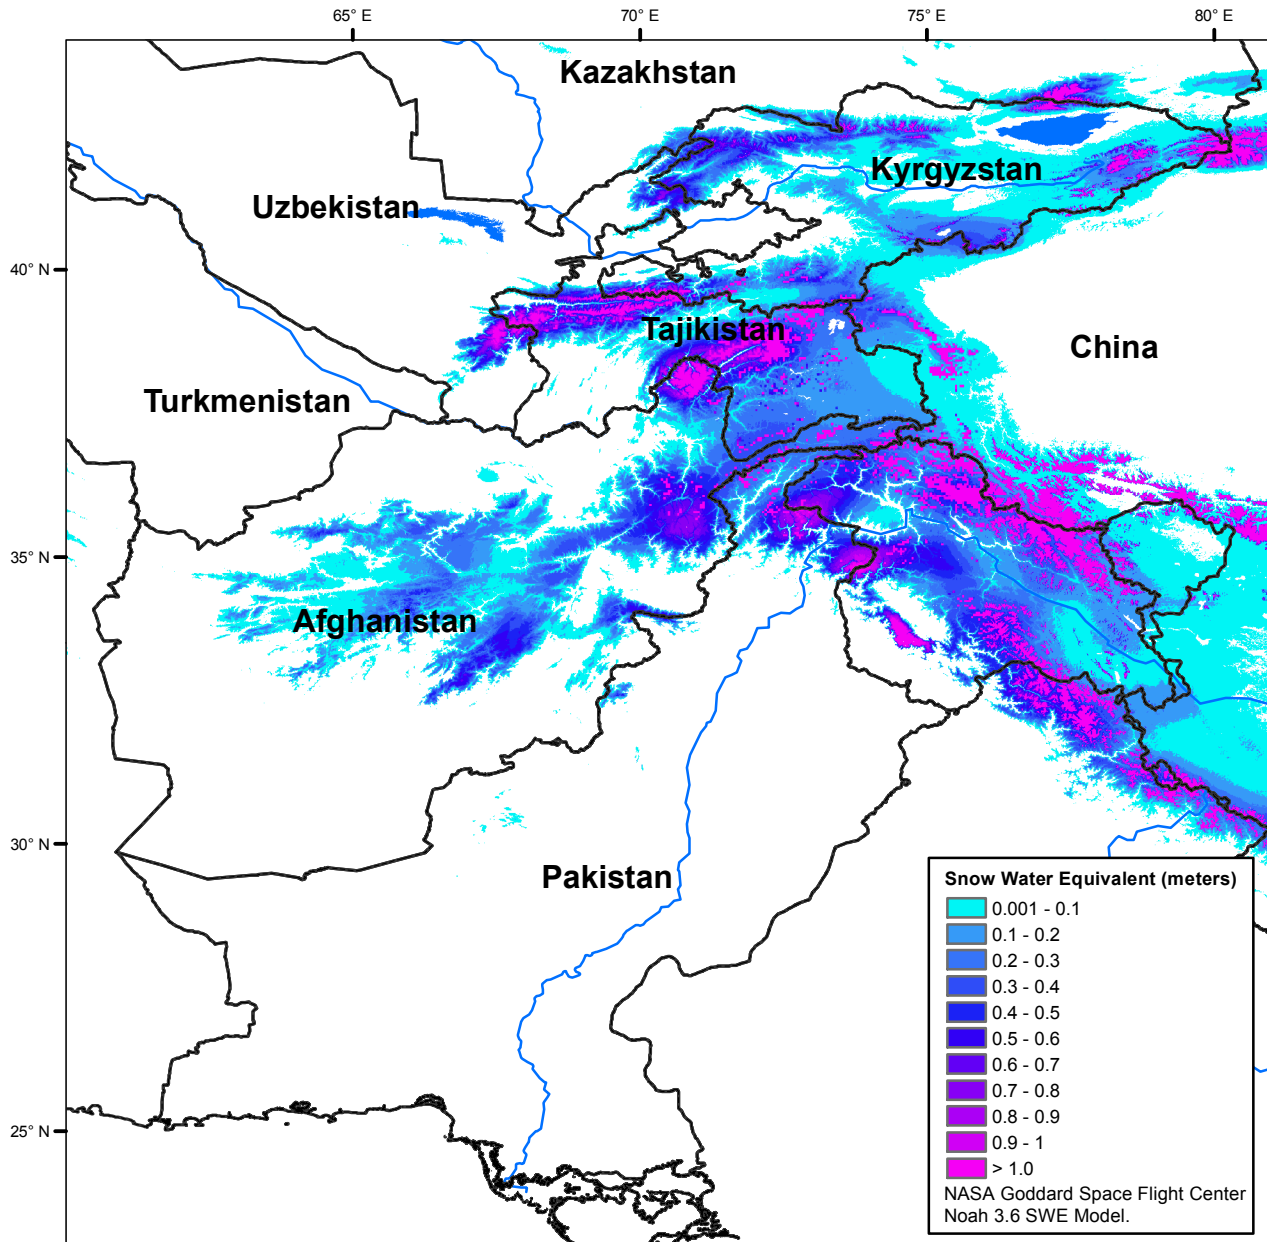 65° E
70° E
75° E
80° E
Kazakhstan
Kyrgyzstan
Uzbekistan
40° N
Tajikistan
China
Turkmenistan
35° N
Afghanistan
30° N
Pakistan
25° N
Snow Water Equivalent (meters)
0.001 - 0.1
0.1 - 0.2
0.2 - 0.3
0.3 - 0.4
0.4 - 0.5
0.5 - 0.6
0.6 - 0.7
0.7 - 0.8
0.8 - 0.9
0.9 - 1
> 1.0
NASA Goddard Space Flight Center
Noah 3.6 SWE Model.